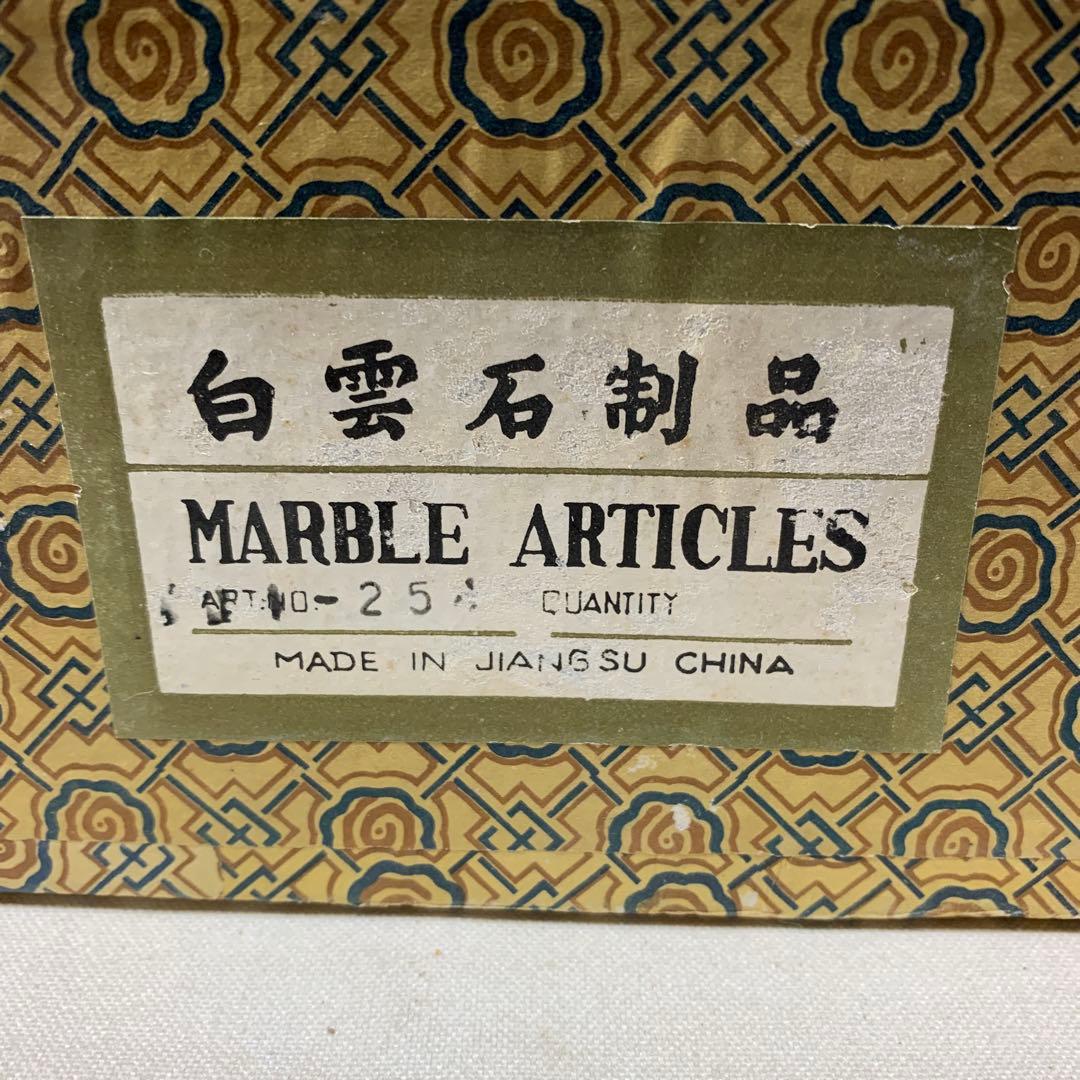 白雲石制品
MARBLE ARTICLES
ART.NO.-25 QUANTITY
MADE IN JIANGSU CHINA